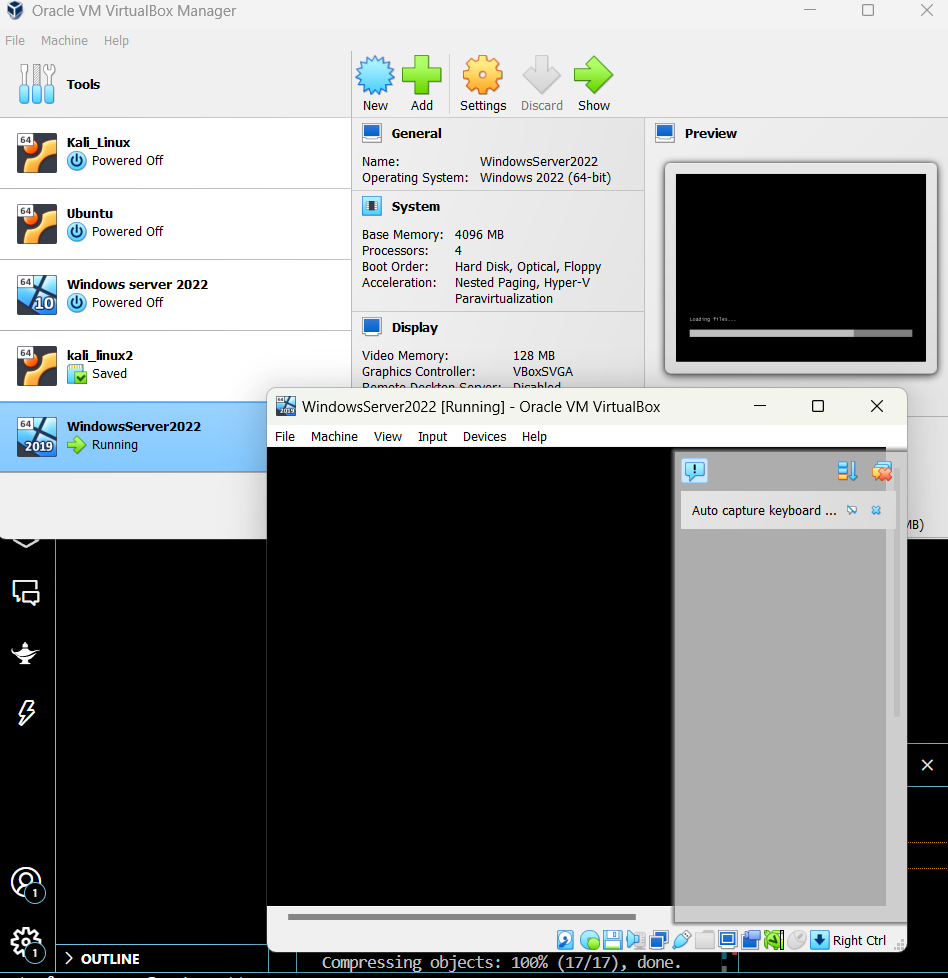 Oracle VM VirtualBox Manager
File Machine Help
Tools
New Add Settings Discard Show
64
Kali_Linux
Powered Off
64
Ubuntu
Powered Off
64
10
Windows server 2022
Powered Off
64
kali_linux2
Saved
64
2019
WindowsServer2022
Running
General
Name: WindowsServer2022
Operating System: Windows 2022 (64-bit)
System
Base Memory: 4096 MB
Processors: 4
Boot Order: Hard Disk, Optical, Floppy
Acceleration: Nested Paging, Hyper-V
Paravirtualization
Display
Video Memory: 128 MB
Graphics Controller: VBoxSVGA
Remote Desktop Server: Disabled
Preview
Loading files...
WindowsServer2022 [Running] - Oracle VM VirtualBox
File Machine View Input Devices Help
Auto capture keyboard ...
MB)
Right Ctrl
1
1
OUTLINE
Compressing objects: 100% (17/17), done.